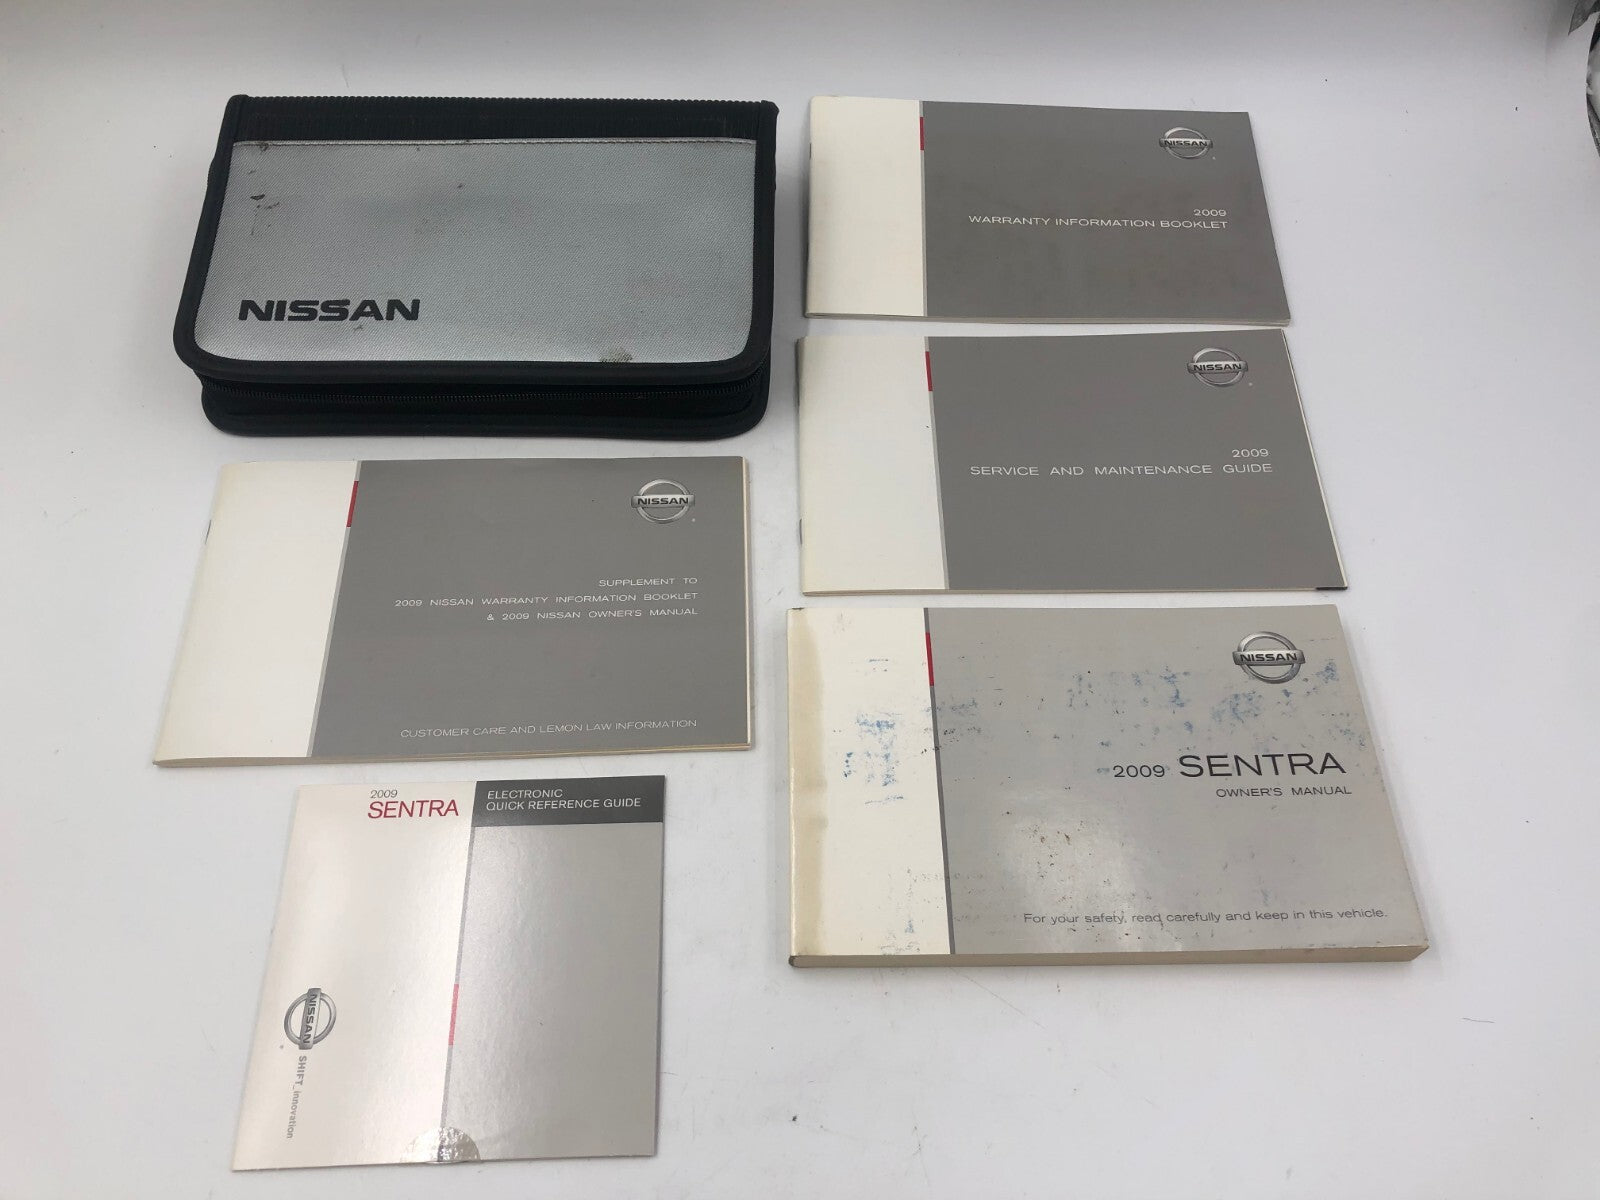 NISSAN
NISSAN
2009
WARRANTY INFORMATION BOOKLET
NISSAN
2009
SERVICE AND MAINTENANCE GUIDE
NISSAN
SUPPLEMENT TO
2009 NISSAN WARRANTY INFORMATION BOOKLET
& 2009 NISSAN OWNER'S MANUAL
CUSTOMER CARE AND LEMON LAW INFORMATION
NISSAN
2009 SENTRA
OWNER'S MANUAL
For your safety, read carefully and keep in this vehicle.
2009
SENTRA
ELECTRONIC
QUICK REFERENCE GUIDE
NISSAN
SHIFT_innovation